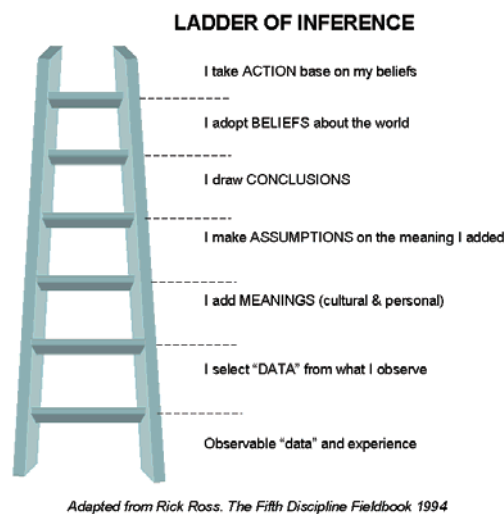 LADDER OF INFERENCE
I take ACTION base on my beliefs
I adopt BELIEFS about the world
I draw CONCLUSIONS
I make ASSUMPTIONS on the meaning I added
I add MEANINGS (cultural & personal)
I select “DATA” from what I observe
Observable “data” and experience
Adapted from Rick Ross. The Fifth Discipline Fieldbook 1994